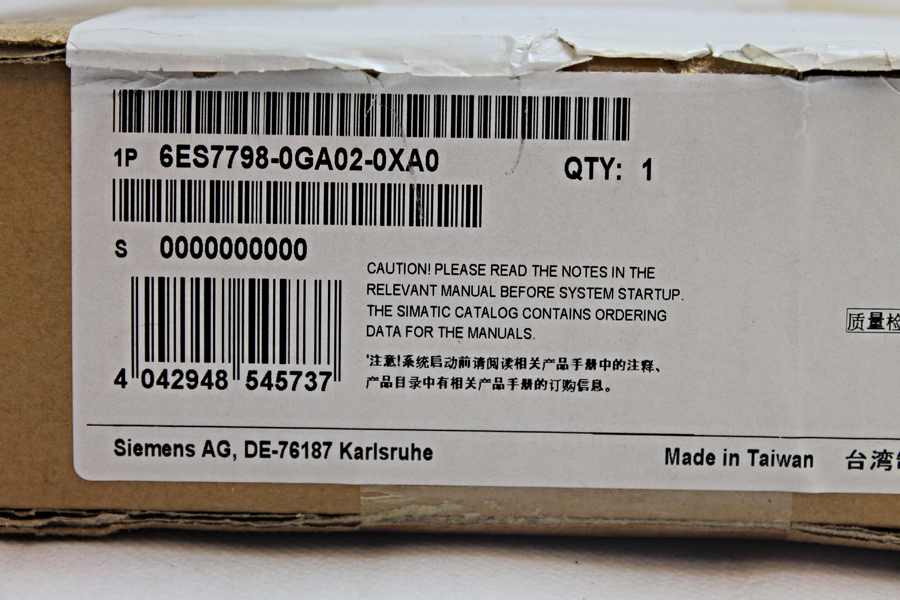 1P 6ES7798-0GA02-0XA0 QTY: 1
S 0000000000
CAUTION! PLEASE READ THE NOTES IN THE
RELEVANT MANUAL BEFORE SYSTEM STARTUP.
THE SIMATIC CATALOG CONTAINS ORDERING
DATA FOR THE MANUALS.
'注意!系统启动前请阅读相关产品手册中的注释、
产品目录中有相关产品手册的订购信息。
4 042948 545737
质量检
Siemens AG, DE-76187 Karlsruhe
Made in Taiwan 台湾制